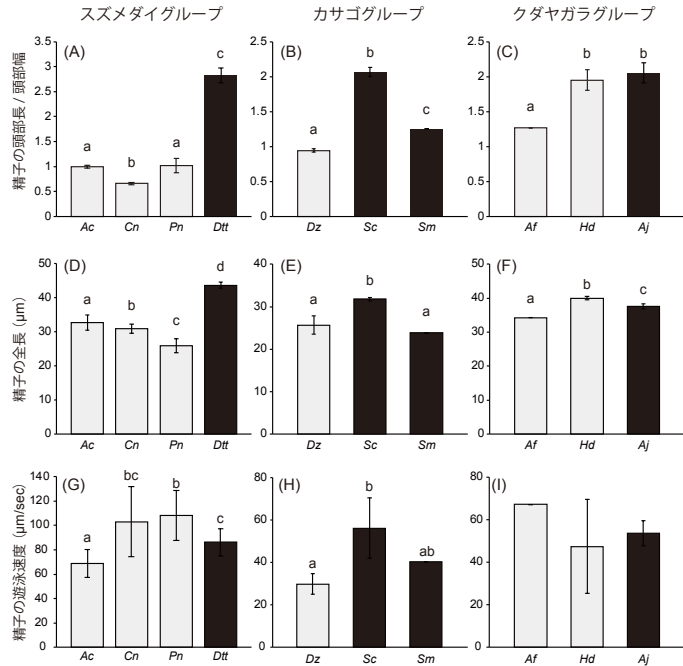 スズメダイグループ
カサゴグループ
クダヤガラグループ
精子の頭部長 / 頭部幅
(A)
3.5
3
2.5
2
1.5
1
0.5
0
a
b
a
c
Ac
Cn
Pn
Dtt
(B)
2.5
2
1.5
1
0.5
0
a
b
c
Dz
Sc
Sm
(C)
2.5
2
1.5
1
0.5
0
a
b
b
Af
Hd
Aj
精子の全長 (μm)
(D)
50
40
30
20
10
0
a
b
c
d
Ac
Cn
Pn
Dtt
(E)
40
30
20
10
0
a
b
a
Dz
Sc
Sm
(F)
50
40
30
20
10
0
a
b
c
Af
Hd
Aj
精子の遊泳速度 (μm/sec)
(G)
140
120
100
80
60
40
20
0
a
bc
b
c
Ac
Cn
Pn
Dtt
(H)
80
60
40
20
0
a
b
ab
Dz
Sc
Sm
(I)
80
60
40
20
0
Af
Hd
Aj